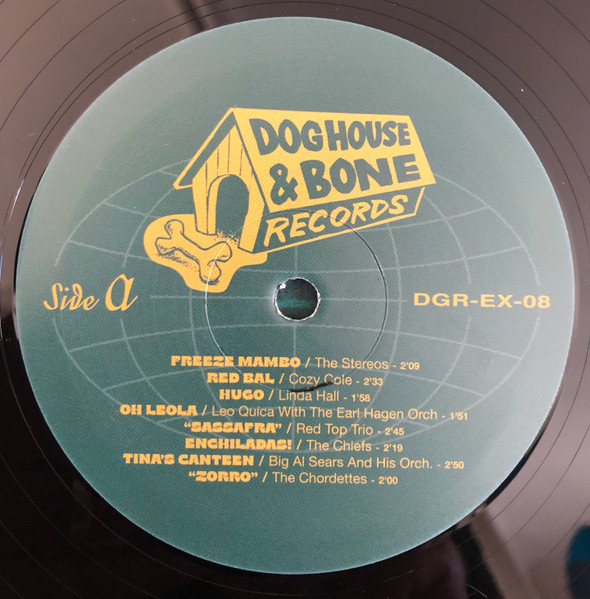 DOGHOUSE
& BONE
RECORDS
Side A
DGR-EX-08
FREEZE MAMBO / The Stereos - 2'09
RED BAL / Cozy Cole - 2'33
HUGO / Linda Hall - 1'58
OH LEOLA / Leo Quica With The Earl Hagen Orch - 1'51
"SASSAFRA" / Red Top Trio - 2'45
ENCHILADAS! / The Chiefs - 2'19
TINA'S CANTEEN / Big Al Sears And His Orch. - 2'50
"ZORRO" / The Chordettes - 2'00